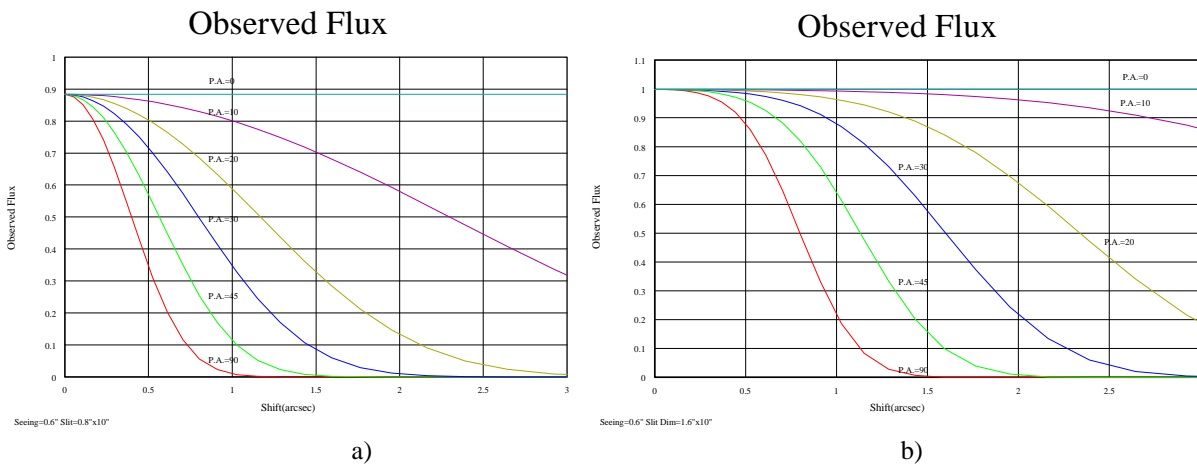 Observed Flux
1
0.9
0.8
0.7
0.6
0.5
0.4
0.3
0.2
0.1
0
Observed Flux
P.A.=0
P.A.=10
P.A.=20
P.A.=30
P.A.=45
P.A.=90
0 0.5 1 1.5 2 2.5 3
Shift(arcsec)
Seeing=0.6" Slit=0.8"x10"
a)
Observed Flux
1.1
1
0.9
0.8
0.7
0.6
0.5
0.4
0.3
0.2
0.1
0
Observed Flux
P.A.=0
P.A.=10
P.A.=30
P.A.=20
P.A.=45
P.A.=90
0 0.5 1 1.5 2 2.5
Shift(arcsec)
Seeing=0.6" Slit Dim=1.6"x10"
b)